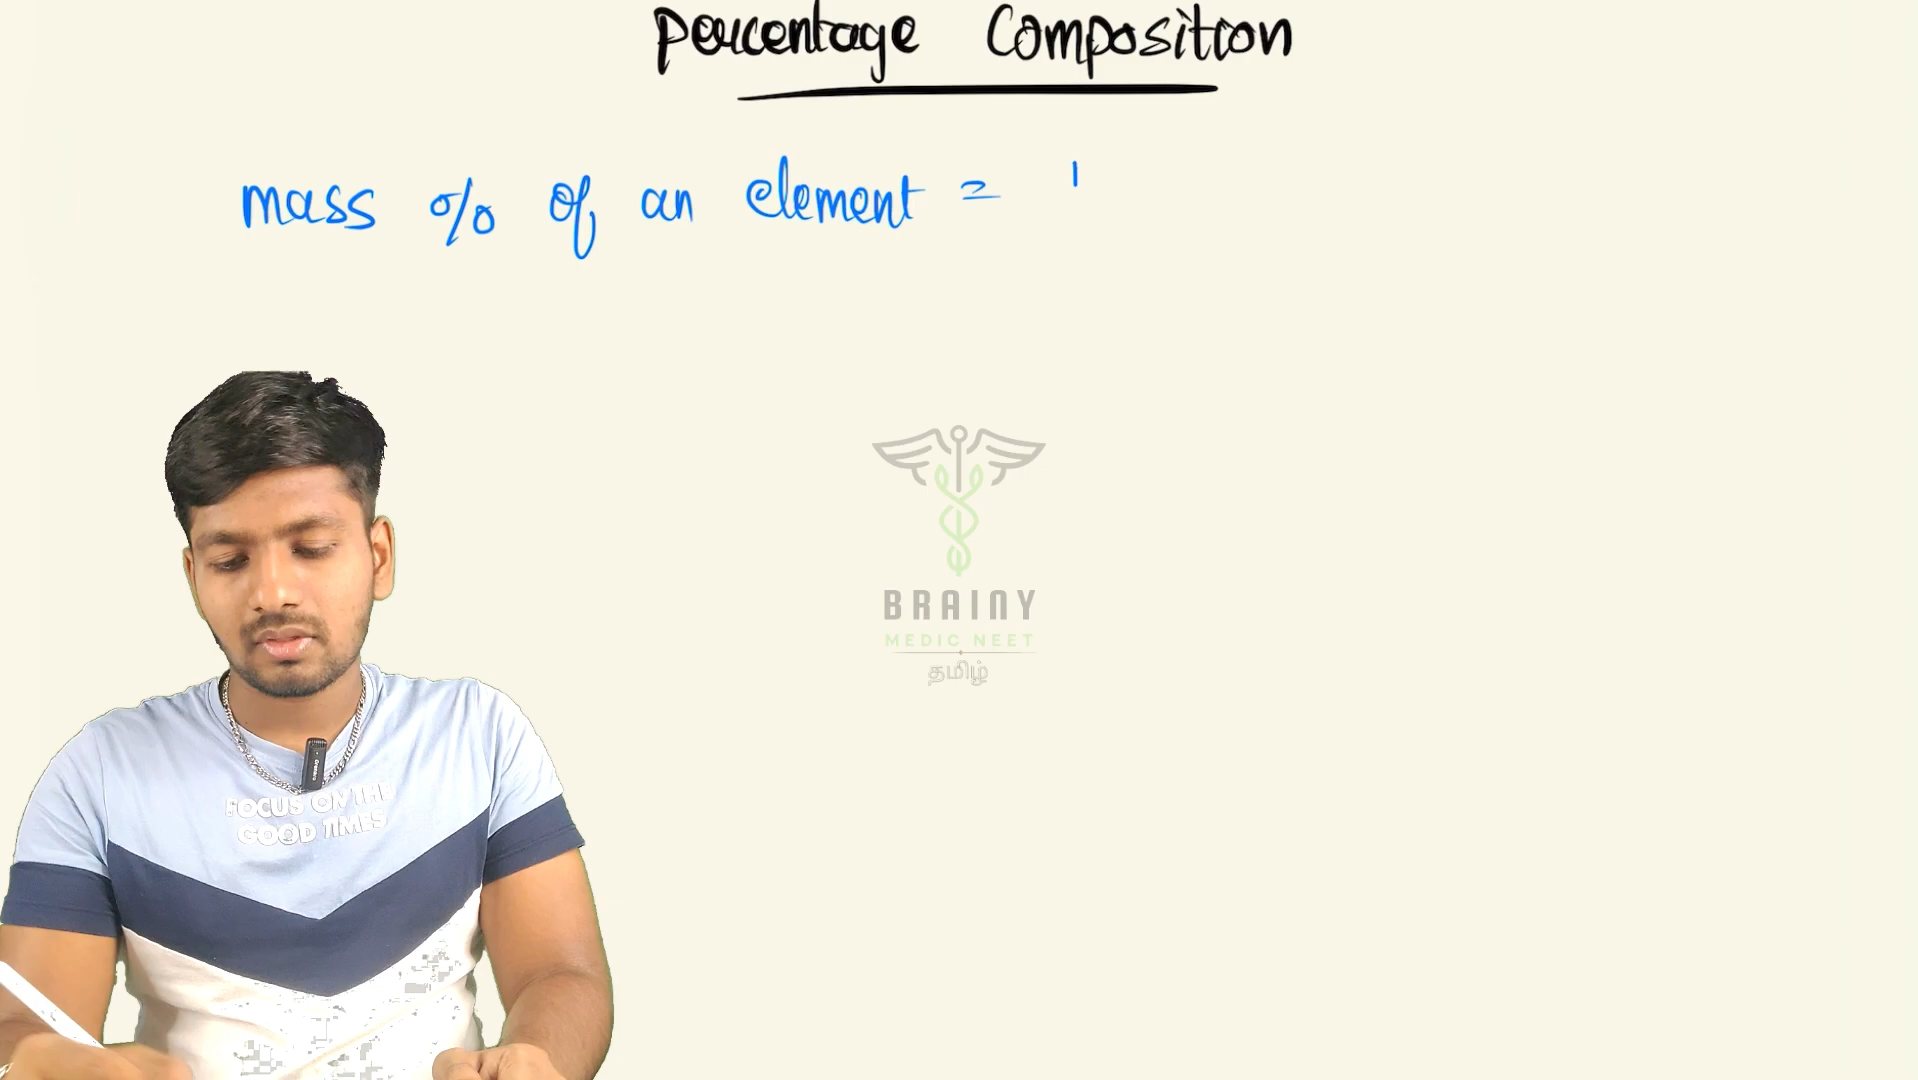 Percentage Composition
mass % of an element =
BRAINY
MEDIC NEET
தமிழ்
FOCUS ON THE
GOOD TIMES